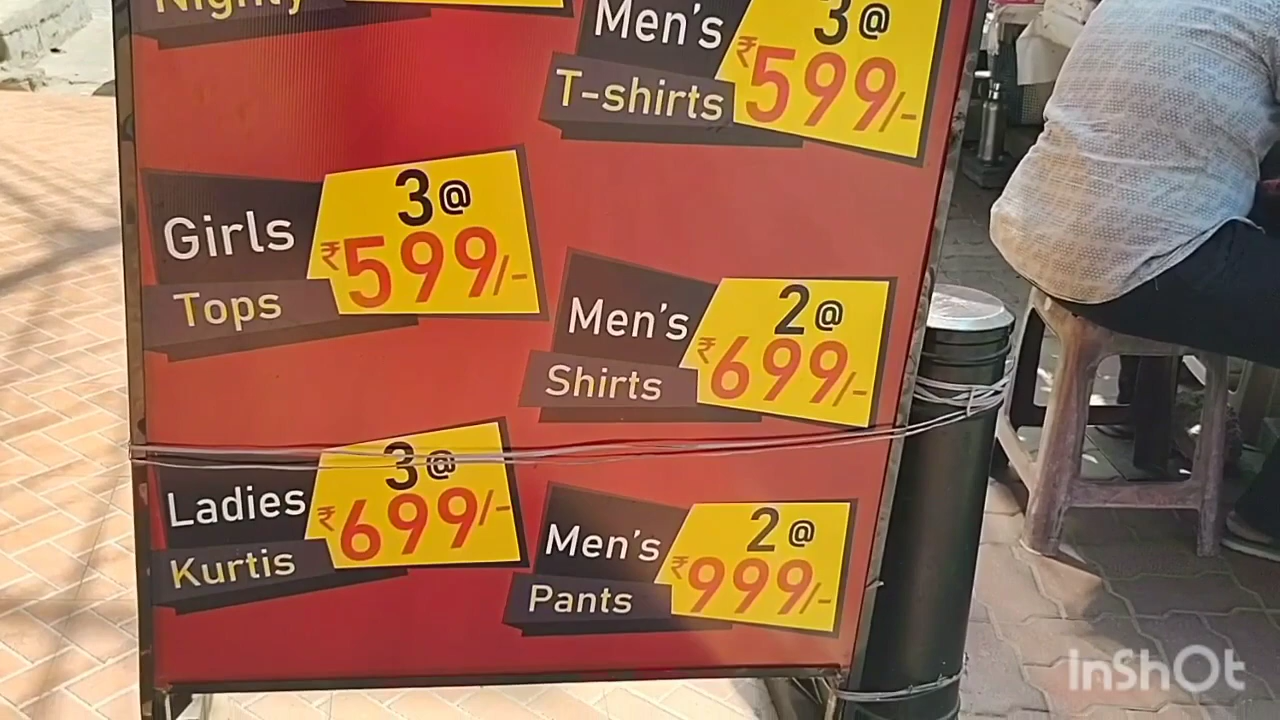 Nighty
Men's
T-shirts
3@
₹599/-
Girls
Tops
3@
₹599/-
Men's
Shirts
2@
₹699/-
Ladies
Kurtis
3@
₹699/-
Men's
Pants
2@
₹999/-
InShOt